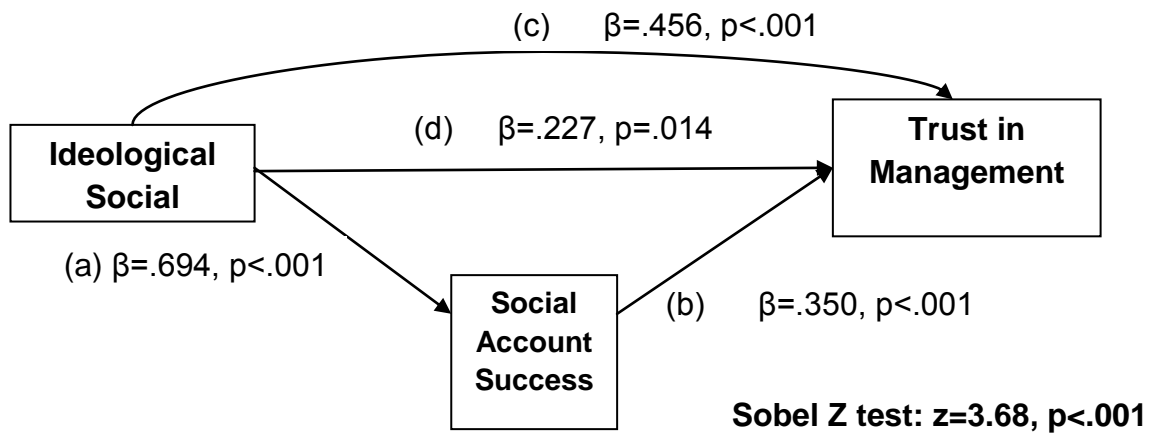 (c) β=.456, p<.001
(d) β=.227, p=.014
Ideological
Social
Trust in
Management
(a) β=.694, p<.001
Social
Account
Success
(b) β=.350, p<.001
Sobel Z test: z=3.68, p<.001